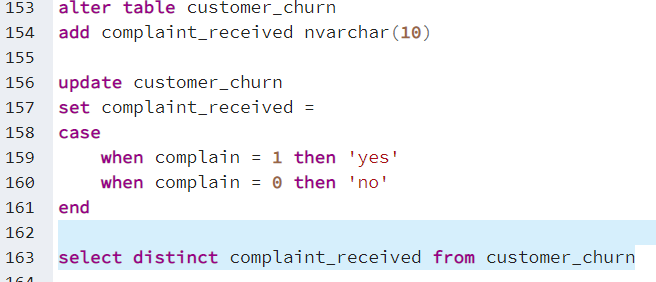 153 alter table customer_churn
154 add complaint_received nvarchar(10)
155
156 update customer_churn
157 set complaint_received =
158 case
159     when complain = 1 then 'yes'
160     when complain = 0 then 'no'
161 end
162
163 select distinct complaint_received from customer_churn
164